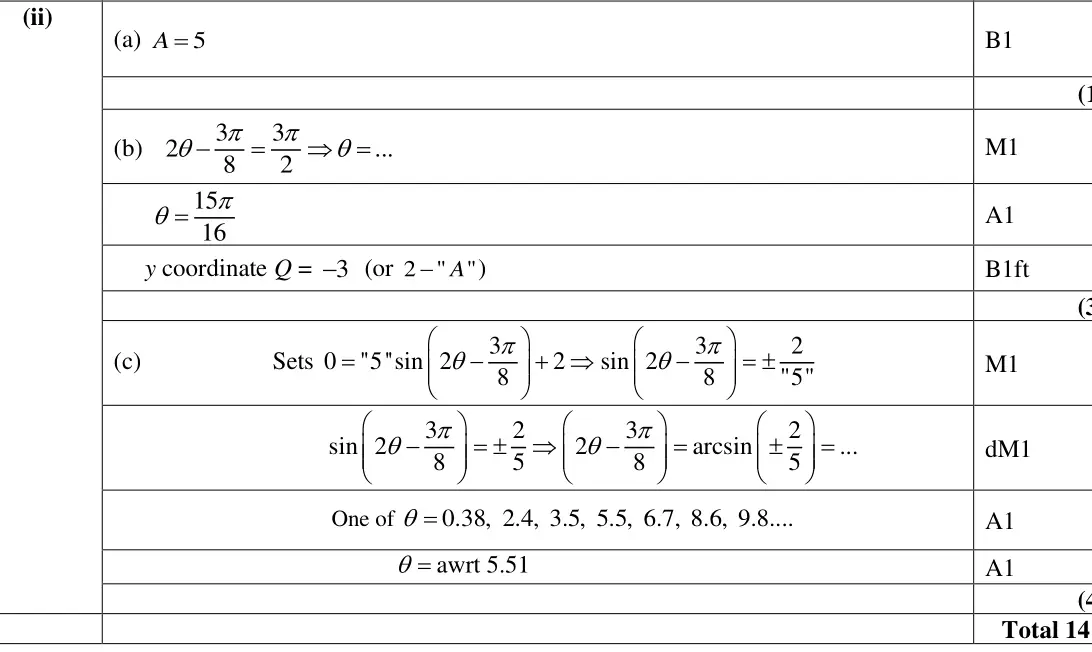 (ii)
(a) A = 5 B1
(1
(b) 2θ − 3π/8 = 3π/2 ⇒ θ = ... M1
θ = 15π/16 A1
y coordinate Q = −3 (or 2 − "A") B1ft
(3
(c) Sets 0 = "5"sin(2θ − 3π/8) + 2 ⇒ sin(2θ − 3π/8) = ± 2/"5" M1
sin(2θ − 3π/8) = ± 2/5 ⇒ (2θ − 3π/8) = arcsin(± 2/5) = ... dM1
One of θ = 0.38, 2.4, 3.5, 5.5, 6.7, 8.6, 9.8.... A1
θ = awrt 5.51 A1
(4
Total 14